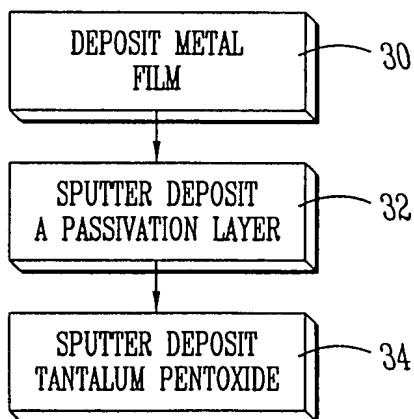 DEPOSIT METAL
FILM
30
SPUTTER DEPOSIT
A PASSIVATION LAYER
32
SPUTTER DEPOSIT
TANTALUM PENTOXIDE
34